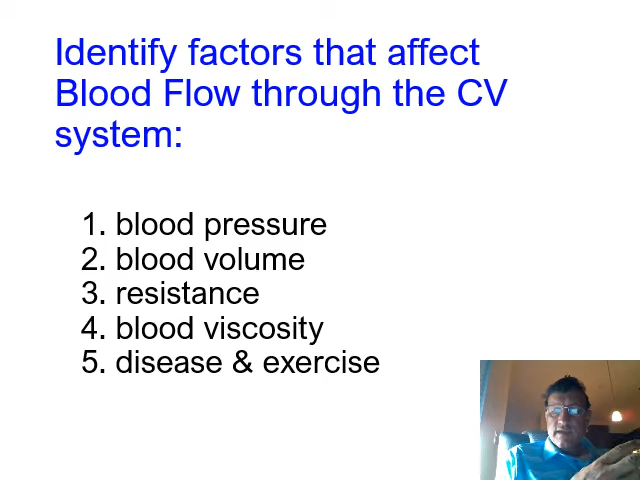 Identify factors that affect
Blood Flow through the CV
system:
1. blood pressure
2. blood volume
3. resistance
4. blood viscosity
5. disease & exercise